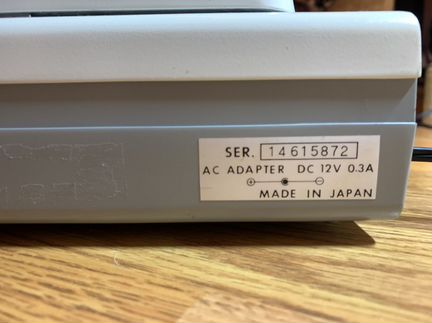 SER. 14615872
AC ADAPTER DC 12V 0.3A
+ -
MADE IN JAPAN